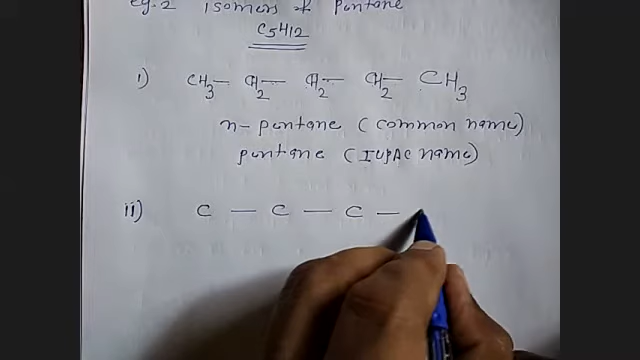 eg. 2 Isomers of Pentane
C5H12
i) CH3 — CH2 — CH2 — CH2 — CH3
n-pentane (common name)
pentane (IUPAC name)
ii) C — C — C —